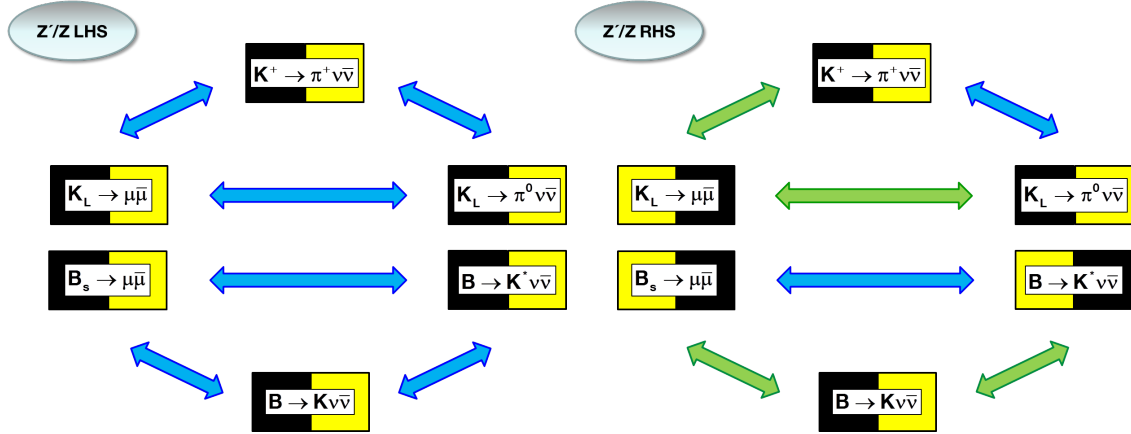 Z´/Z LHS
K⁺ → π⁺νν̅
K_L → μμ̅
K_L → π⁰νν̅
B_s → μμ̅
B → K*νν̅
B → Kνν̅
Z´/Z RHS
K⁺ → π⁺νν̅
K_L → μμ̅
K_L → π⁰νν̅
B_s → μμ̅
B → K*νν̅
B → Kνν̅